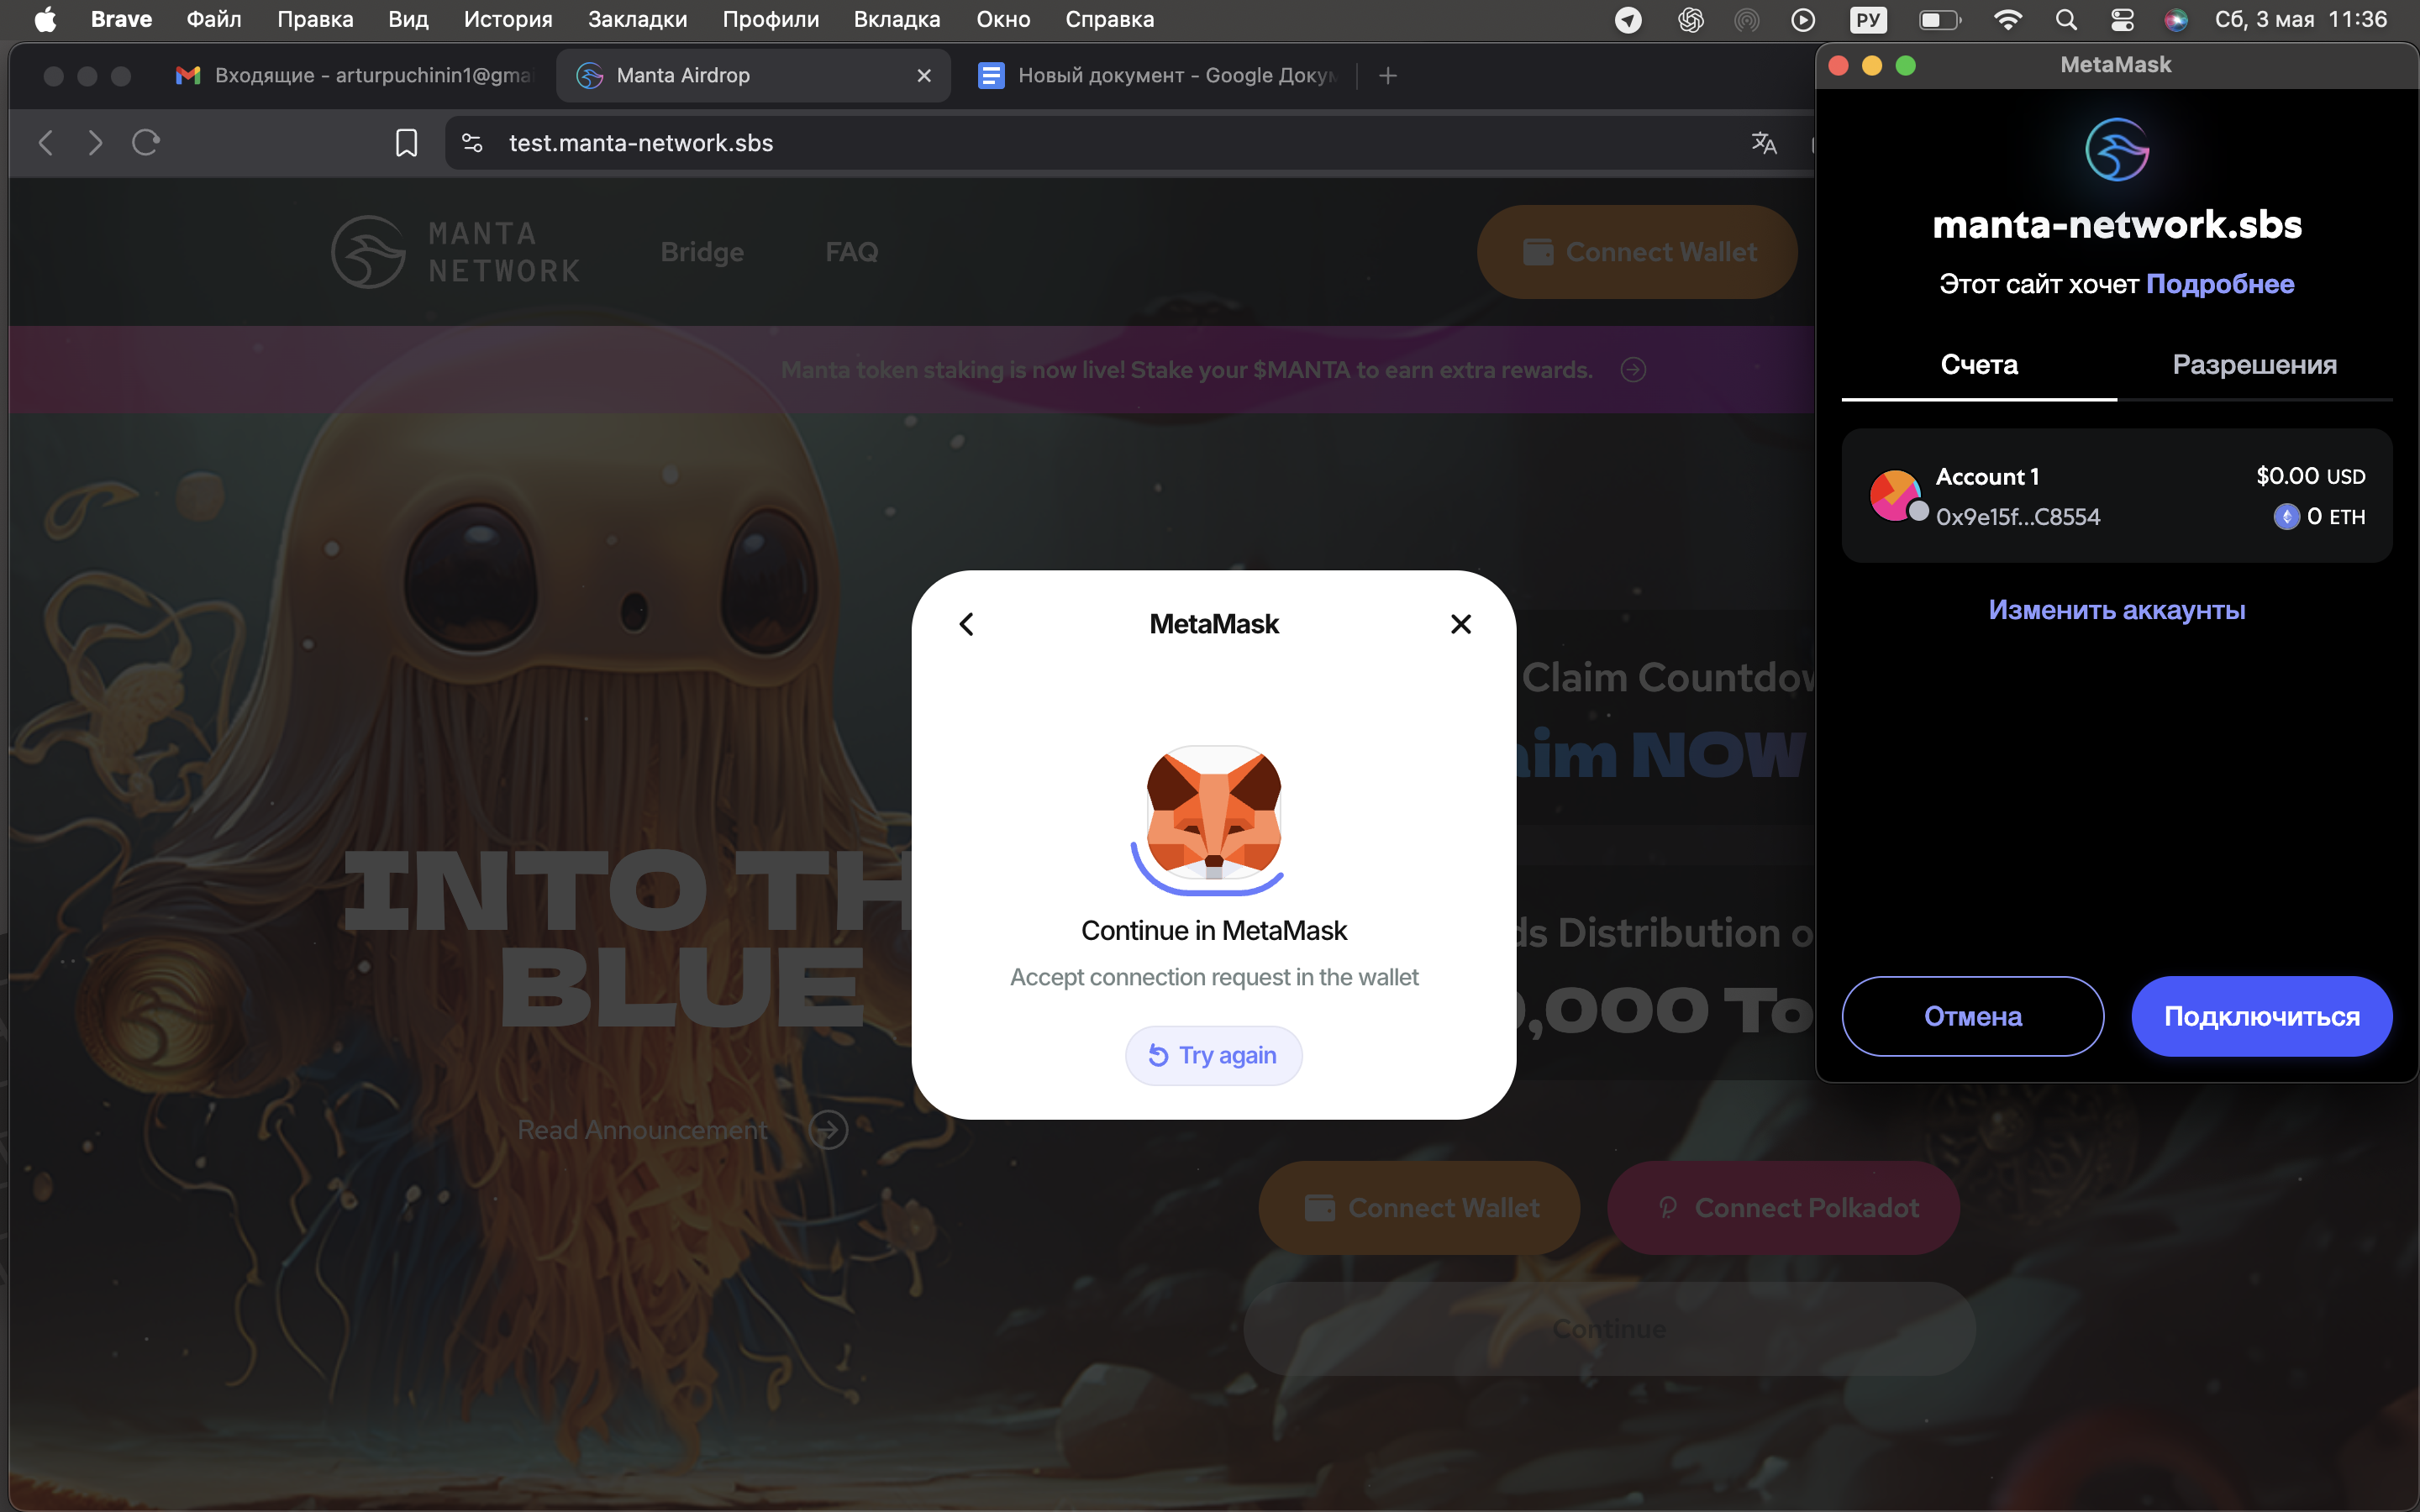 Brave Файл Правка Вид История Закладки Профили Вкладка Окно Справка
РУ
Сб, 3 мая 11:36
Входящие - arturpuchinin1@gmai
Manta Airdrop
Новый документ - Google Докум
test.manta-network.sbs
MANTA
NETWORK
Bridge
FAQ
Connect Wallet
Manta token staking is now live! Stake your $MANTA to earn extra rewards.
INTO TH
BLUE
Read Announcement
Claim Countdow
aim NOW
ds Distribution o
0,000 To
Connect Wallet
Connect Polkadot
Continue
MetaMask
Continue in MetaMask
Accept connection request in the wallet
Try again
MetaMask
manta-network.sbs
Этот сайт хочет Подробнее
Счета
Разрешения
Account 1
$0.00 USD
0x9e15f...C8554
0 ETH
Изменить аккаунты
Отмена
Подключиться